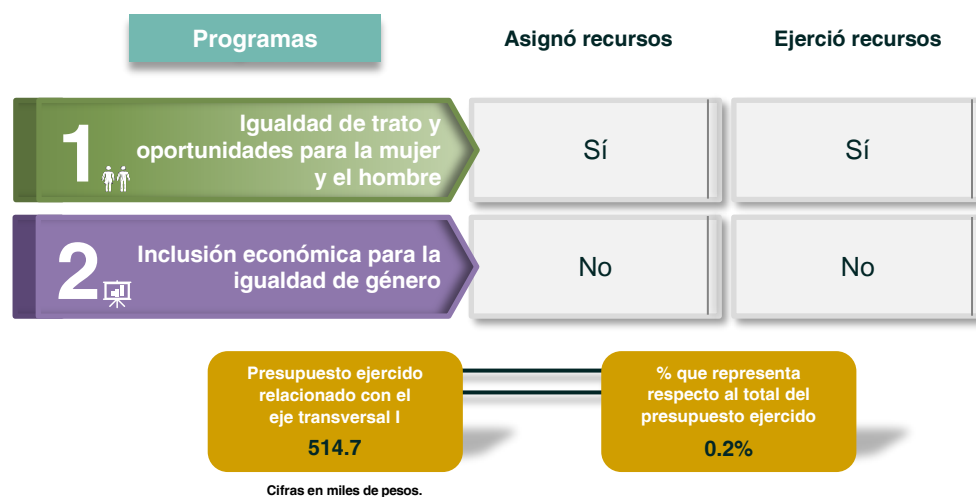 Programas
Asignó recursos
Ejerció recursos
1
Igualdad de trato y
oportunidades para la mujer
y el hombre
Sí
Sí
2
Inclusión económica para la
igualdad de género
No
No
Presupuesto ejercido
relacionado con el
eje transversal I
514.7
% que representa
respecto al total del
presupuesto ejercido
0.2%
Cifras en miles de pesos.